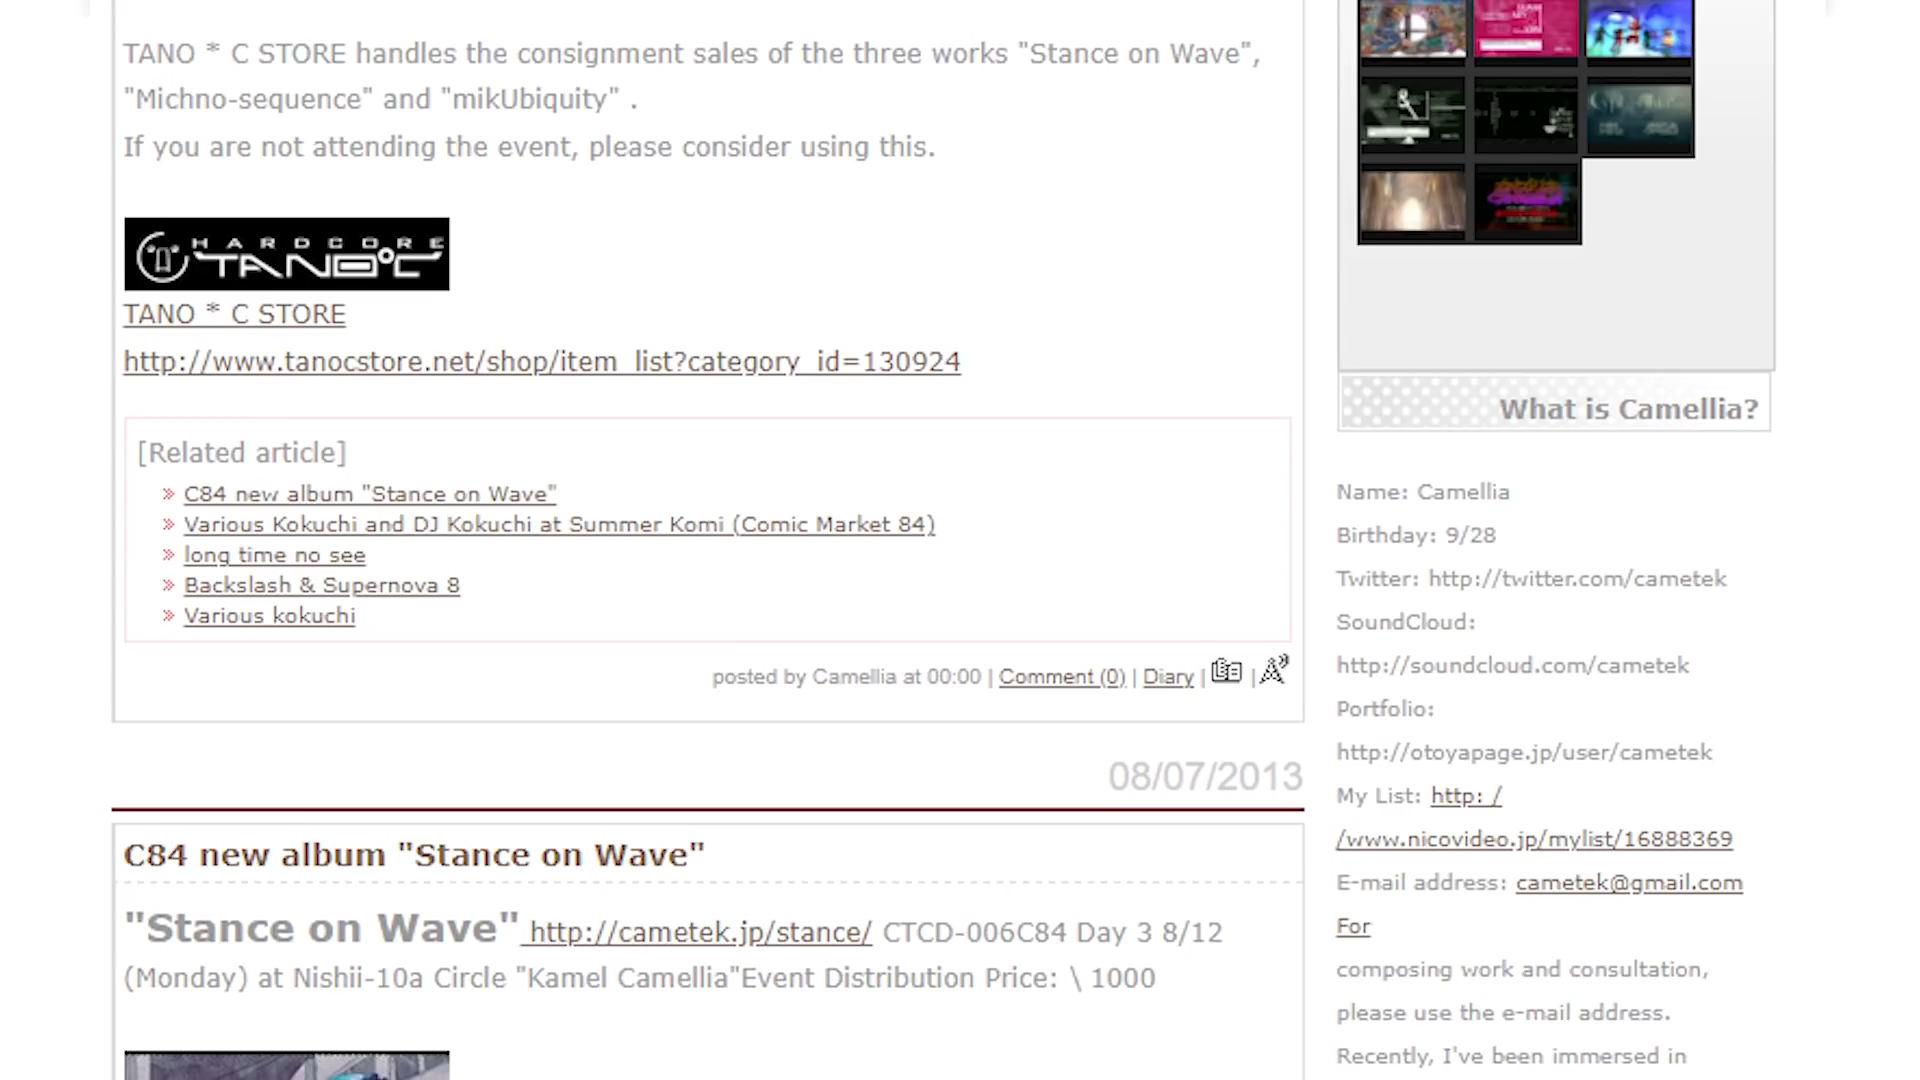 TANO * C STORE handles the consignment sales of the three works "Stance on Wave",
"Michno-sequence" and "mikUbiquity" .
If you are not attending the event, please consider using this.
HARDCORE
TANO*C
TANO * C STORE
http://www.tanocstore.net/shop/item_list?category_id=130924
[Related article]
C84 new album "Stance on Wave"
Various Kokuchi and DJ Kokuchi at Summer Komi (Comic Market 84)
long time no see
Backslash & Supernova 8
Various kokuchi
posted by Camellia at 00:00 | Comment (0) | Diary | |
08/07/2013
C84 new album "Stance on Wave"
"Stance on Wave" http://cametek.jp/stance/ CTCD-006C84 Day 3 8/12
(Monday) at Nishii-10a Circle "Kamel Camellia"Event Distribution Price: \ 1000
What is Camellia?
Name: Camellia
Birthday: 9/28
Twitter: http://twitter.com/cametek
SoundCloud:
http://soundcloud.com/cametek
Portfolio:
http://otoyapage.jp/user/cametek
My List: http: /
/www.nicovideo.jp/mylist/16888369
E-mail address: cametek@gmail.com
For
composing work and consultation,
please use the e-mail address.
Recently, I've been immersed in